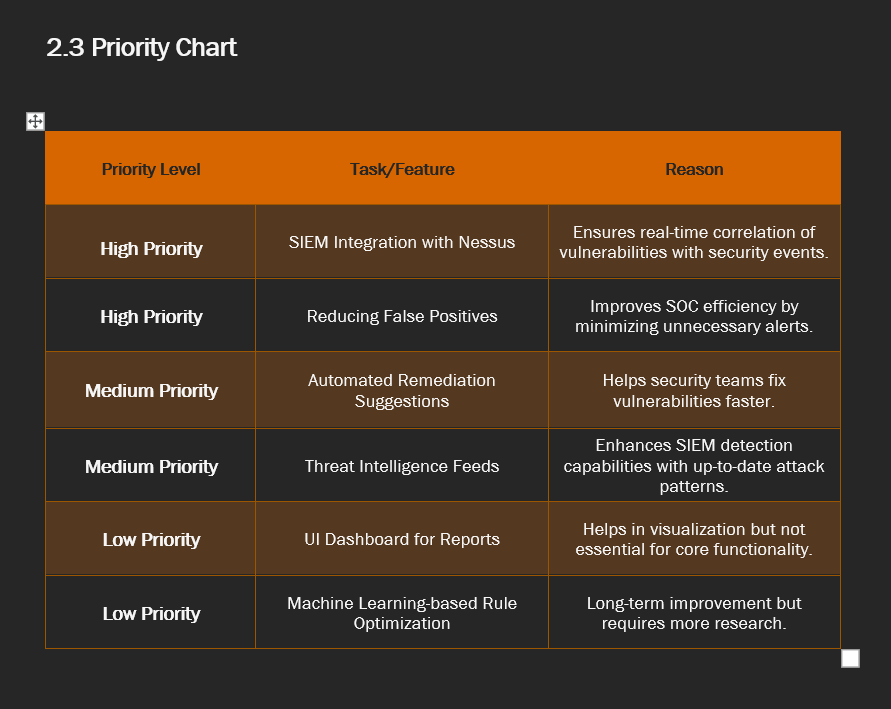 2.3 Priority Chart
Priority Level
Task/Feature
Reason
High Priority
SIEM Integration with Nessus
Ensures real-time correlation of
vulnerabilities with security events.
High Priority
Reducing False Positives
Improves SOC efficiency by
minimizing unnecessary alerts.
Medium Priority
Automated Remediation
Suggestions
Helps security teams fix
vulnerabilities faster.
Medium Priority
Threat Intelligence Feeds
Enhances SIEM detection
capabilities with up-to-date attack
patterns.
Low Priority
UI Dashboard for Reports
Helps in visualization but not
essential for core functionality.
Low Priority
Machine Learning-based Rule
Optimization
Long-term improvement but
requires more research.